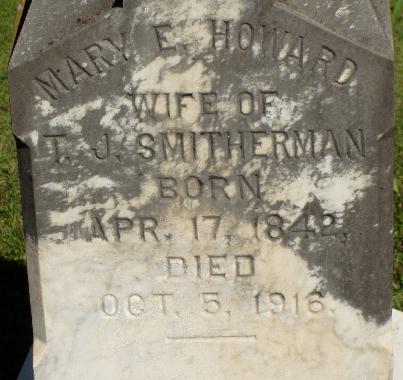 MARY E. HOWARD
WIFE OF
T. J. SMITHERMAN
BORN
APR. 17, 1842,
DIED
OCT. 5, 1916.